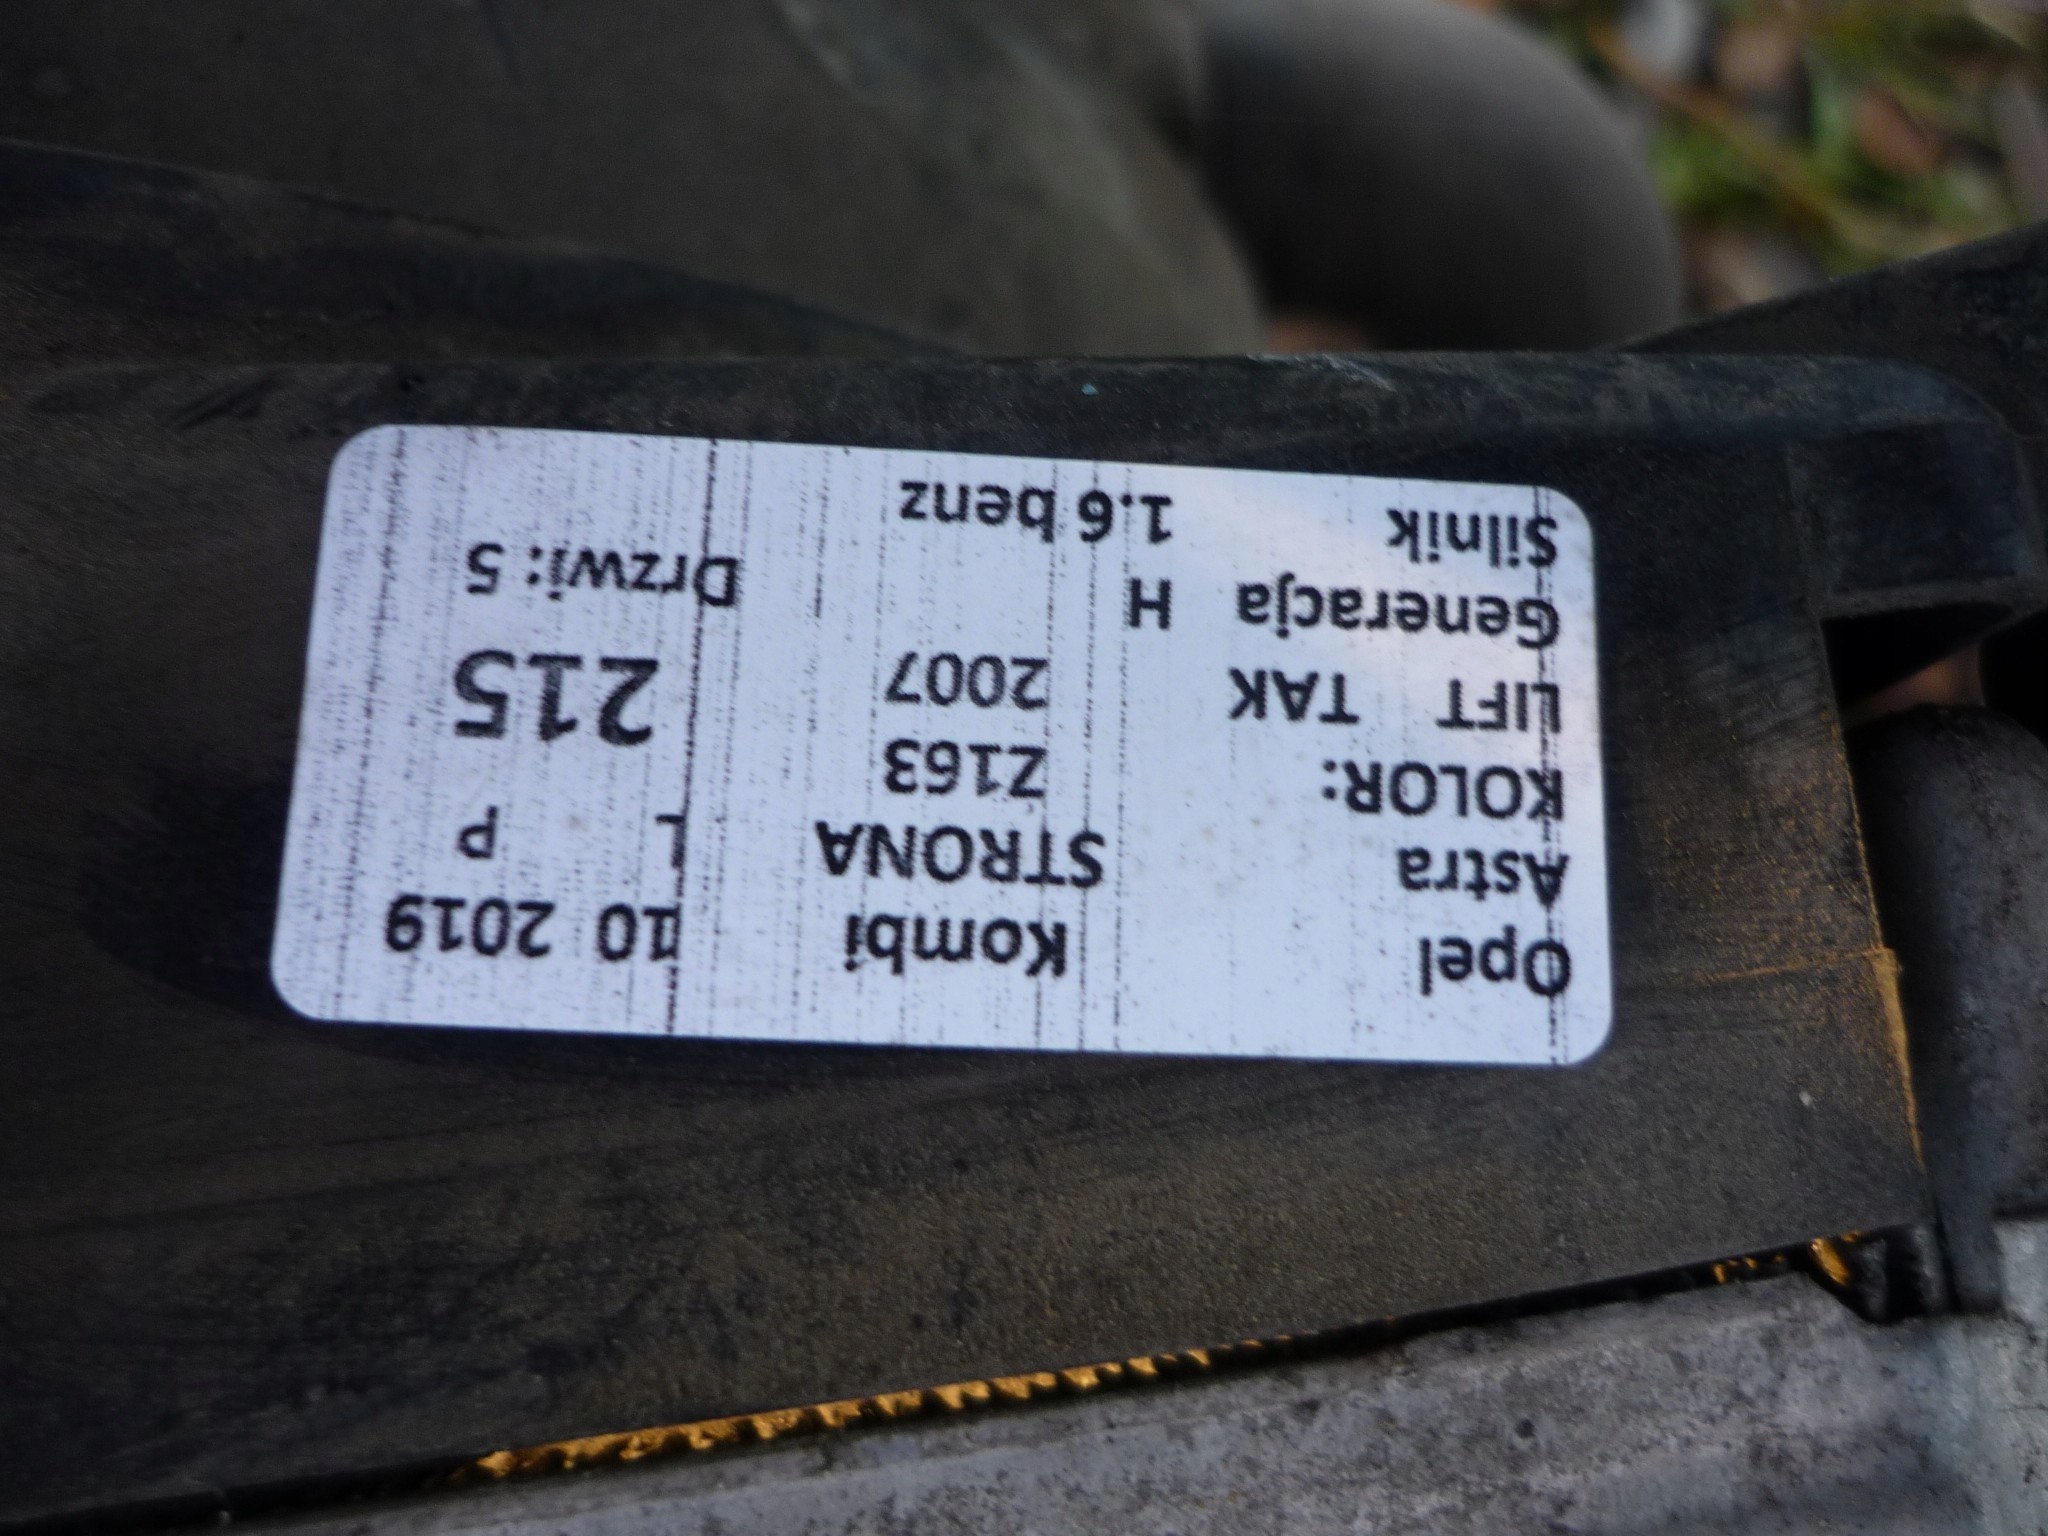 Opel Kombi 10 2019
Astra STRONA L P
KOLOR: Z163
LIFT TAK 2007 215
Generacja H Drzwi: 5
Silnik 1.6 benz